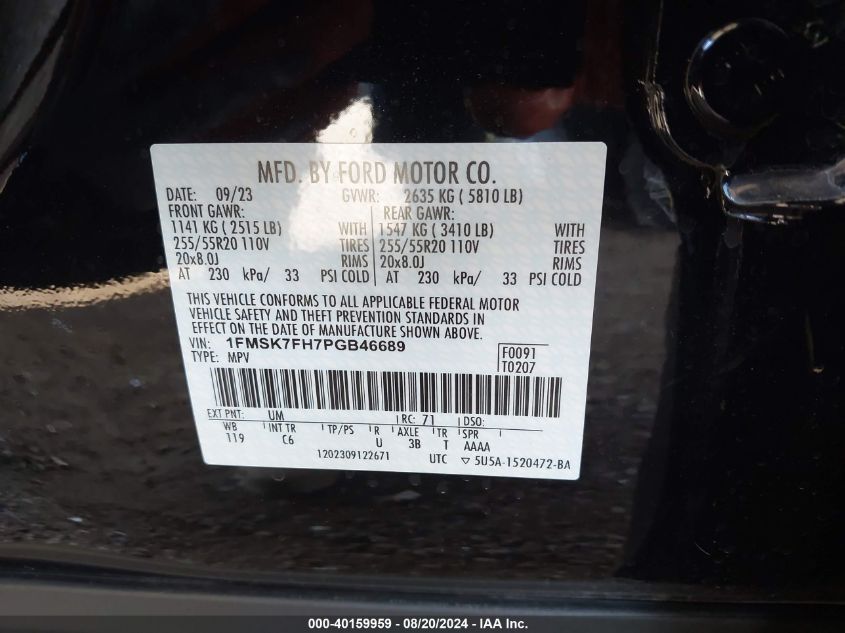 MFD. BY FORD MOTOR CO.
DATE: 09/23 GVWR: 2635 KG ( 5810 LB)
FRONT GAWR: REAR GAWR:
1141 KG ( 2515 LB) WITH 1547 KG ( 3410 LB) WITH
255/55R20 110V TIRES 255/55R20 110V TIRES
20x8.0J RIMS 20x8.0J RIMS
AT 230 kPa/ 33 PSI COLD AT 230 kPa/ 33 PSI COLD
THIS VEHICLE CONFORMS TO ALL APPLICABLE FEDERAL MOTOR
VEHICLE SAFETY AND THEFT PREVENTION STANDARDS IN
EFFECT ON THE DATE OF MANUFACTURE SHOWN ABOVE.
VIN: 1FMSK7FH7PGB46689
TYPE: MPV
F0091
T0207
EXT PNT: UM RC: 71 DSO:
WB INT TR TP/PS R AXLE TR SPR
119 C6 U 3B T AAAA
1202309122671 UTC ▽ 5U5A-1520472-BA
000-40159959 - 08/20/2024 - IAA Inc.